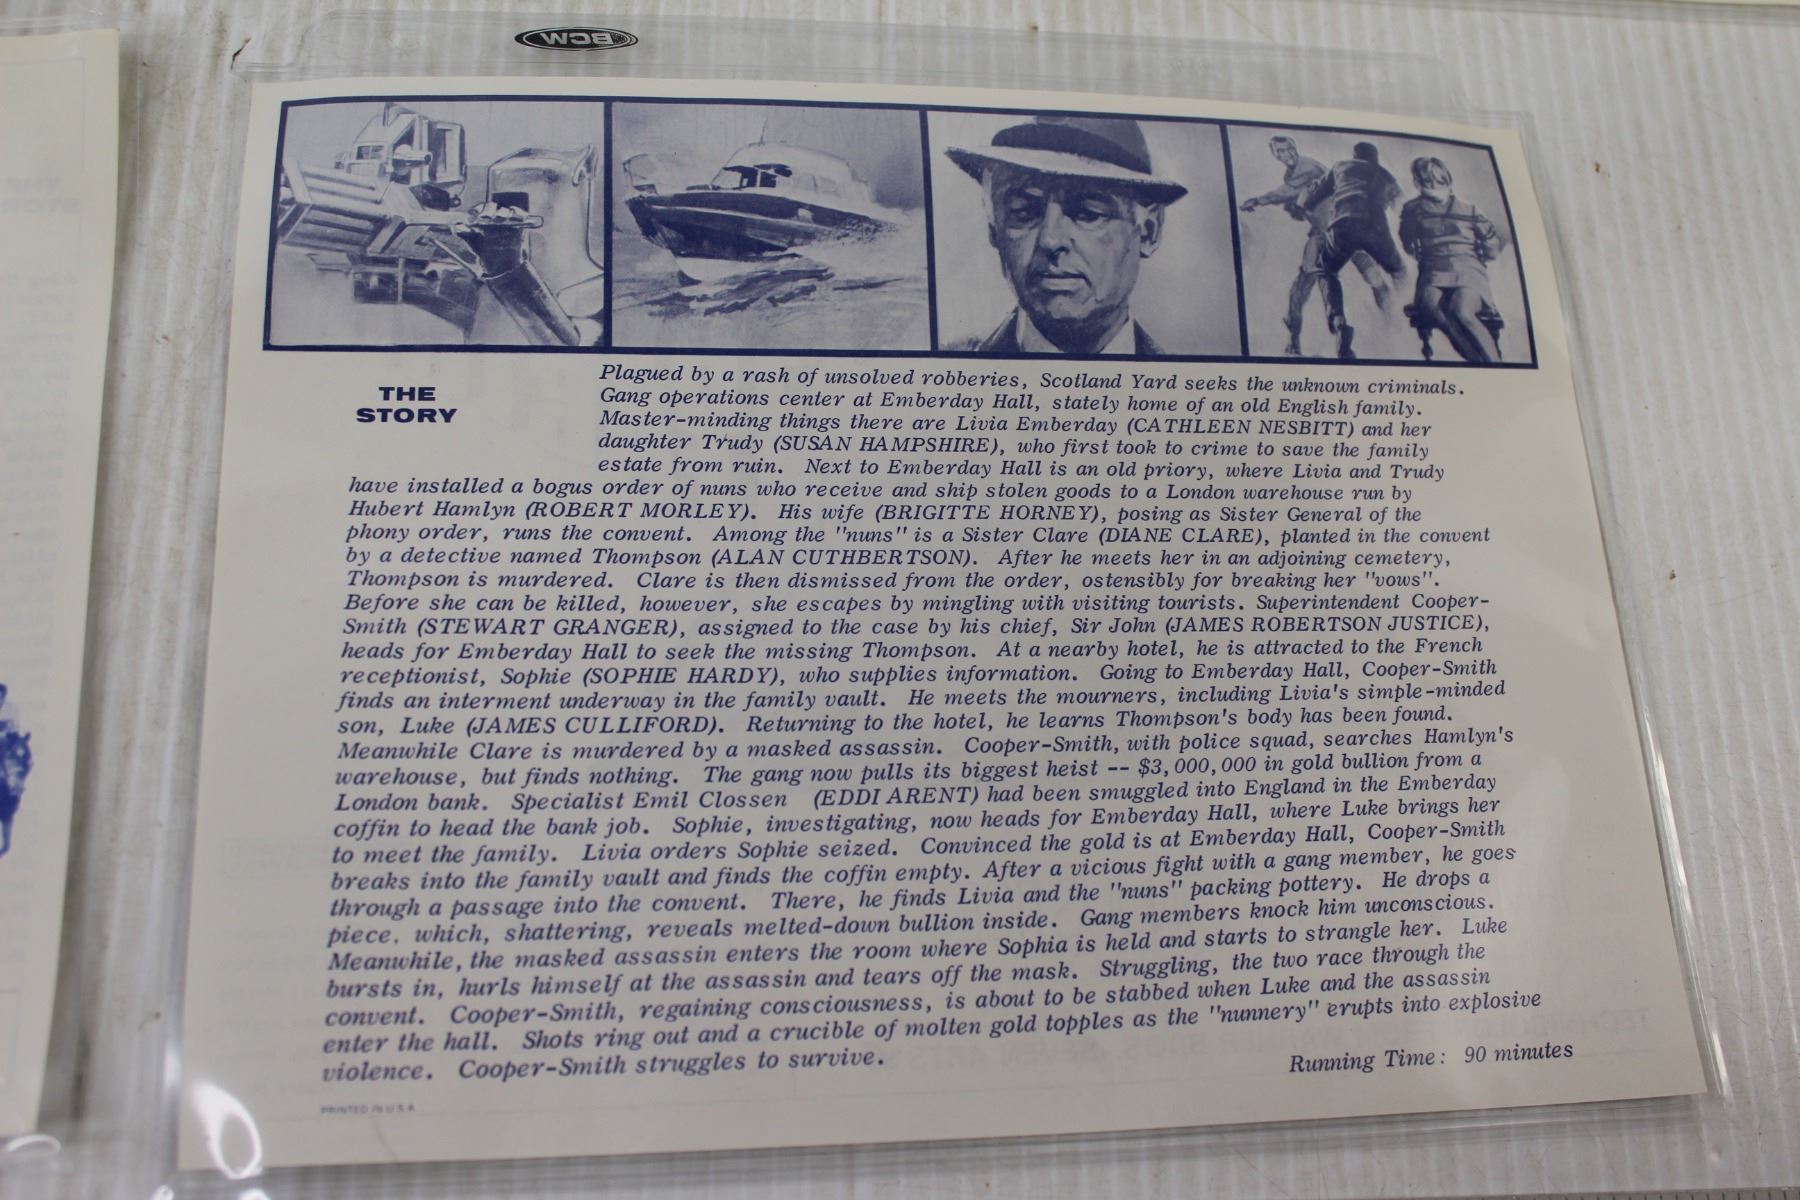 BCW
THE
STORY
Plagued by a rash of unsolved robberies, Scotland Yard seeks the unknown criminals.
Gang operations center at Emberday Hall, stately home of an old English family.
Master-minding things there are Livia Emberday (CATHLEEN NESBITT) and her
daughter Trudy (SUSAN HAMPSHIRE), who first took to crime to save the family
estate from ruin. Next to Emberday Hall is an old priory, where Livia and Trudy
have installed a bogus order of nuns who receive and ship stolen goods to a London warehouse run by
Hubert Hamlyn (ROBERT MORLEY). His wife (BRIGITTE HORNEY), posing as Sister General of the
phony order, runs the convent. Among the "nuns" is a Sister Clare (DIANE CLARE), planted in the convent
by a detective named Thompson (ALAN CUTHBERTSON). After he meets her in an adjoining cemetery,
Thompson is murdered. Clare is then dismissed from the order, ostensibly for breaking her "vows".
Before she can be killed, however, she escapes by mingling with visiting tourists. Superintendent Cooper-
Smith (STEWART GRANGER), assigned to the case by his chief, Sir John (JAMES ROBERTSON JUSTICE),
heads for Emberday Hall to seek the missing Thompson. At a nearby hotel, he is attracted to the French
receptionist, Sophie (SOPHIE HARDY), who supplies information. Going to Emberday Hall, Cooper-Smith
finds an interment underway in the family vault. He meets the mourners, including Livia's simple-minded
son, Luke (JAMES CULLIFORD). Returning to the hotel, he learns Thompson's body has been found.
Meanwhile Clare is murdered by a masked assassin. Cooper-Smith, with police squad, searches Hamlyn's
warehouse, but finds nothing. The gang now pulls its biggest heist -- $3,000,000 in gold bullion from a
London bank. Specialist Emil Clossen (EDDI ARENT) had been smuggled into England in the Emberday
coffin to head the bank job. Sophie, investigating, now heads for Emberday Hall, where Luke brings her
to meet the family. Livia orders Sophie seized. Convinced the gold is at Emberday Hall, Cooper-Smith
breaks into the family vault and finds the coffin empty. After a vicious fight with a gang member, he goes
through a passage into the convent. There, he finds Livia and the "nuns" packing pottery. He drops a
piece, which, shattering, reveals melted-down bullion inside. Gang members knock him unconscious.
Meanwhile, the masked assassin enters the room where Sophia is held and starts to strangle her. Luke
bursts in, hurls himself at the assassin and tears off the mask. Struggling, the two race through the
convent. Cooper-Smith, regaining consciousness, is about to be stabbed when Luke and the assassin
enter the hall. Shots ring out and a crucible of molten gold topples as the "nunnery" erupts into explosive
violence. Cooper-Smith struggles to survive.
Running Time: 90 minutes
PRINTED IN U S A